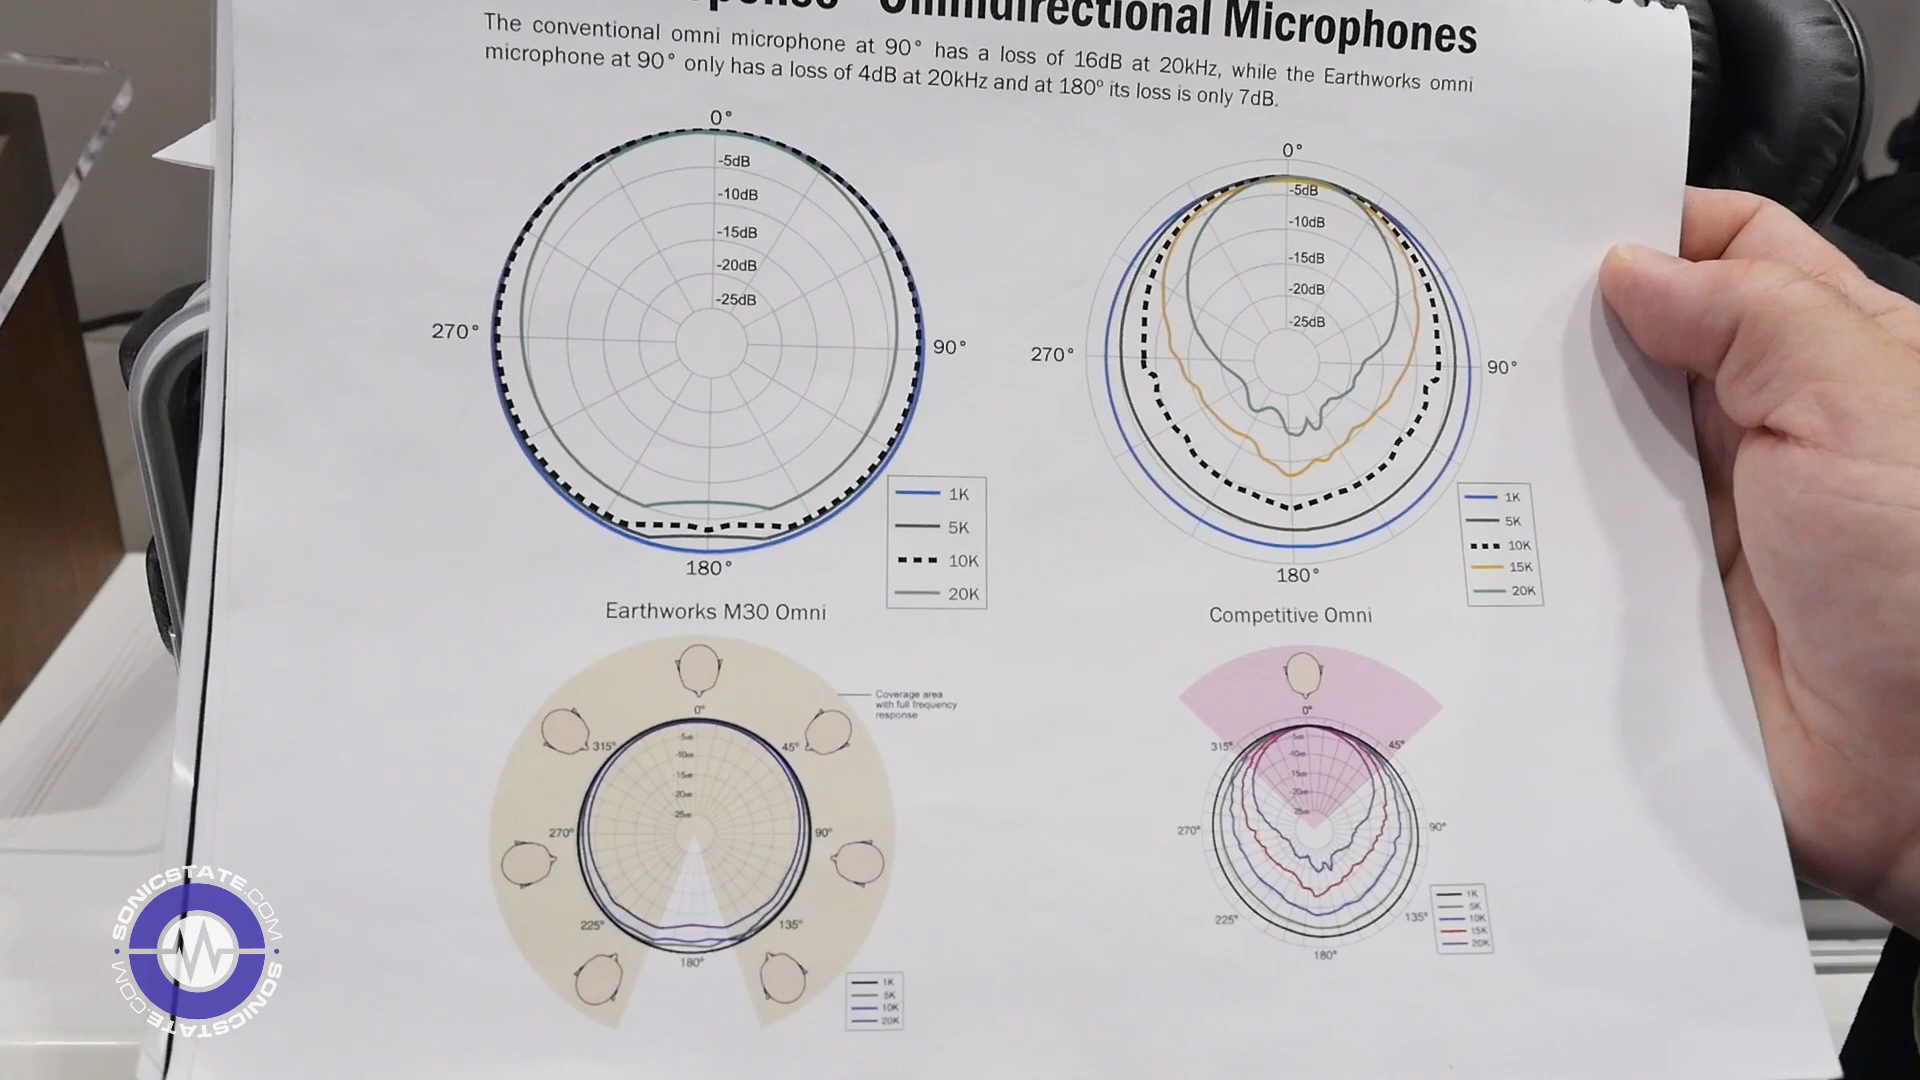 Omnidirectional Microphones
The conventional omni microphone at 90° has a loss of 16dB at 20kHz, while the Earthworks omni
microphone at 90° only has a loss of 4dB at 20kHz and at 180º its loss is only 7dB.
0°
-5dB
-10dB
-15dB
-20dB
-25dB
270°
90°
180°
1K
5K
10K
20K
Earthworks M30 Omni
0°
-5dB
-10dB
-15dB
-20dB
-25dB
270°
90°
180°
1K
5K
10K
15K
20K
Competitive Omni
Coverage area
with full frequency
response
0°
315°
45°
270°
90°
225°
135°
180°
1K
5K
10K
20K
0°
315°
45°
270°
90°
225°
135°
180°
1K
5K
10K
15K
20K
SONICSTATE.COM
SONICSTATE.COM